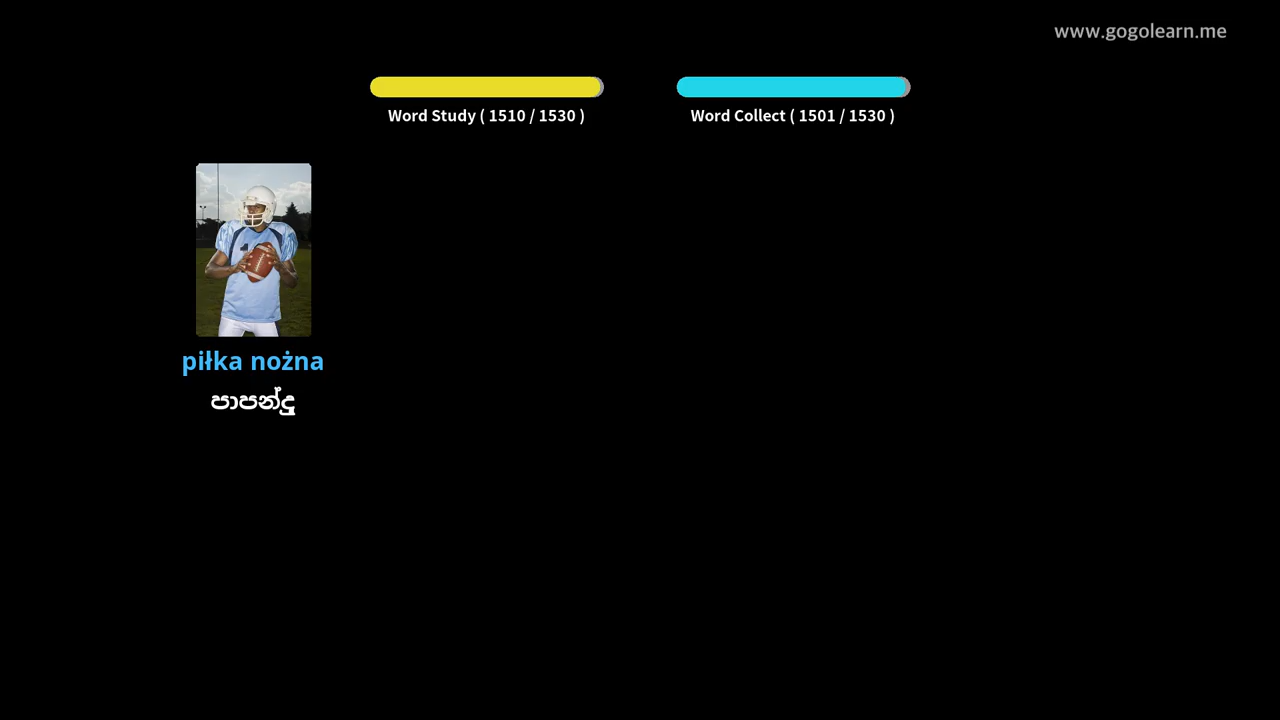 www.gogolearn.me
Word Study ( 1510 / 1530 )
Word Collect ( 1501 / 1530 )
piłka nożna
පාපන්දු